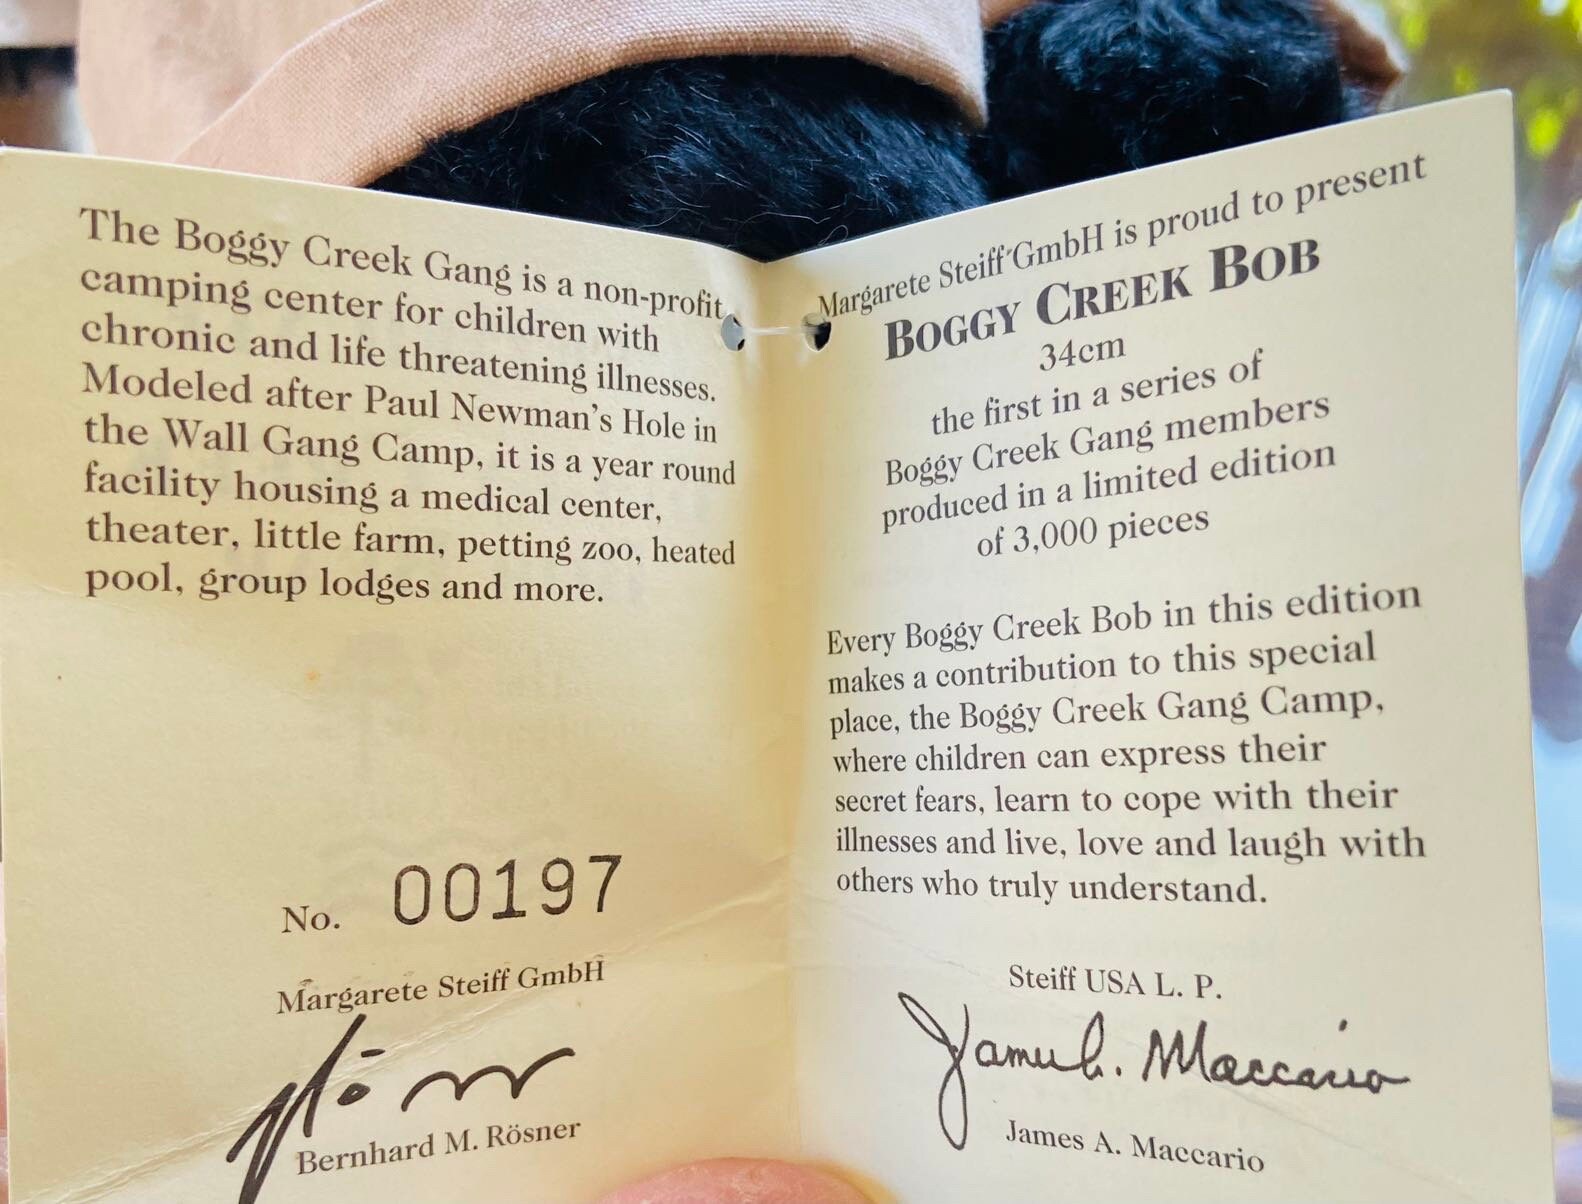 The Boggy Creek Gang is a non-profit
camping center for children with
chronic and life threatening illnesses.
Modeled after Paul Newman's Hole in
the Wall Gang Camp, it is a year round
facility housing a medical center,
theater, little farm, petting zoo, heated
pool, group lodges and more.
No. 00197
Margarete Steiff GmbH
Bernhard M. Rösner
Margarete Steiff GmbH is proud to present
BOGGY CREEK BOB
34cm
the first in a series of
Boggy Creek Gang members
produced in a limited edition
of 3,000 pieces
Every Boggy Creek Bob in this edition
makes a contribution to this special
place, the Boggy Creek Gang Camp,
where children can express their
secret fears, learn to cope with their
illnesses and live, love and laugh with
others who truly understand.
Steiff USA L. P.
James A. Maccario
James A. Maccario